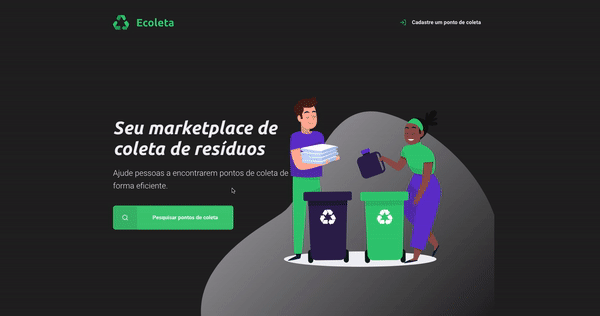 Ecoleta
Cadastre um ponto de coleta
Seu marketplace de
coleta de resíduos
Ajude pessoas a encontrarem pontos de coleta de
forma eficiente.
Pesquisar pontos de coleta